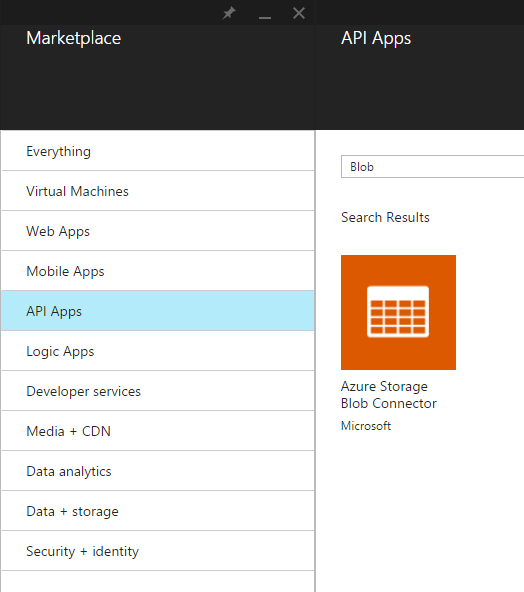 Marketplace
Everything
Virtual Machines
Web Apps
Mobile Apps
API Apps
Logic Apps
Developer services
Media + CDN
Data analytics
Data + storage
Security + identity
API Apps
Blob
Search Results
Azure Storage
Blob Connector
Microsoft